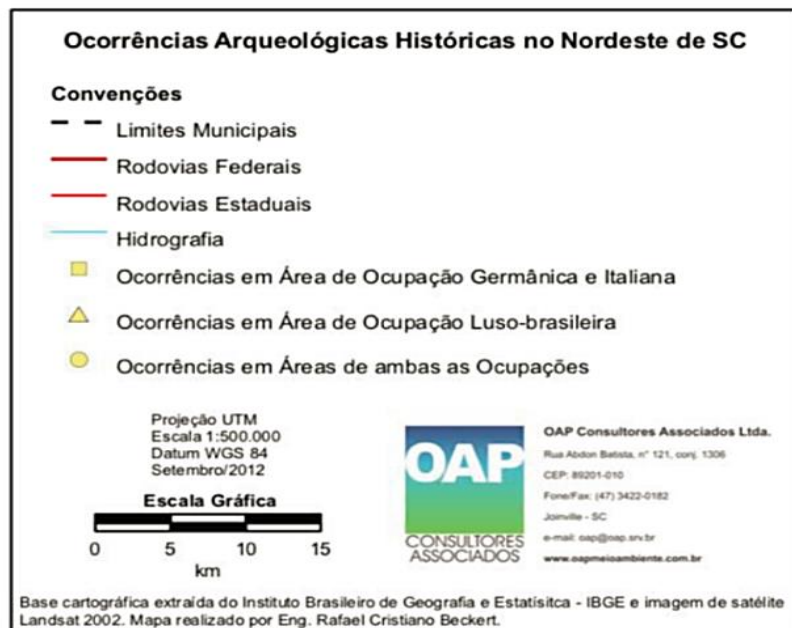 Ocorrências Arqueológicas Históricas no Nordeste de SC
Convenções
Limites Municipais
Rodovias Federais
Rodovias Estaduais
Hidrografia
Ocorrências em Área de Ocupação Germânica e Italiana
Ocorrências em Área de Ocupação Luso-brasileira
Ocorrências em Áreas de ambas as Ocupações
Projeção UTM
Escala 1:500.000
Datum WGS 84
Setembro/2012
Escala Gráfica
0 5 10 15
km
OAP
CONSULTORES
ASSOCIADOS
OAP Consultores Associados Ltda.
Rua Abdon Batista, n° 121, conj. 1306
CEP: 89201-010
Fone/Fax: (47) 3422-0182
Joinville - SC
e-mail: oap@oap.srv.br
www.oapmeioambiente.com.br
Base cartográfica extraída do Instituto Brasileiro de Geografia e Estatísitca - IBGE e imagem de satélite
Landsat 2002. Mapa realizado por Eng. Rafael Cristiano Beckert.